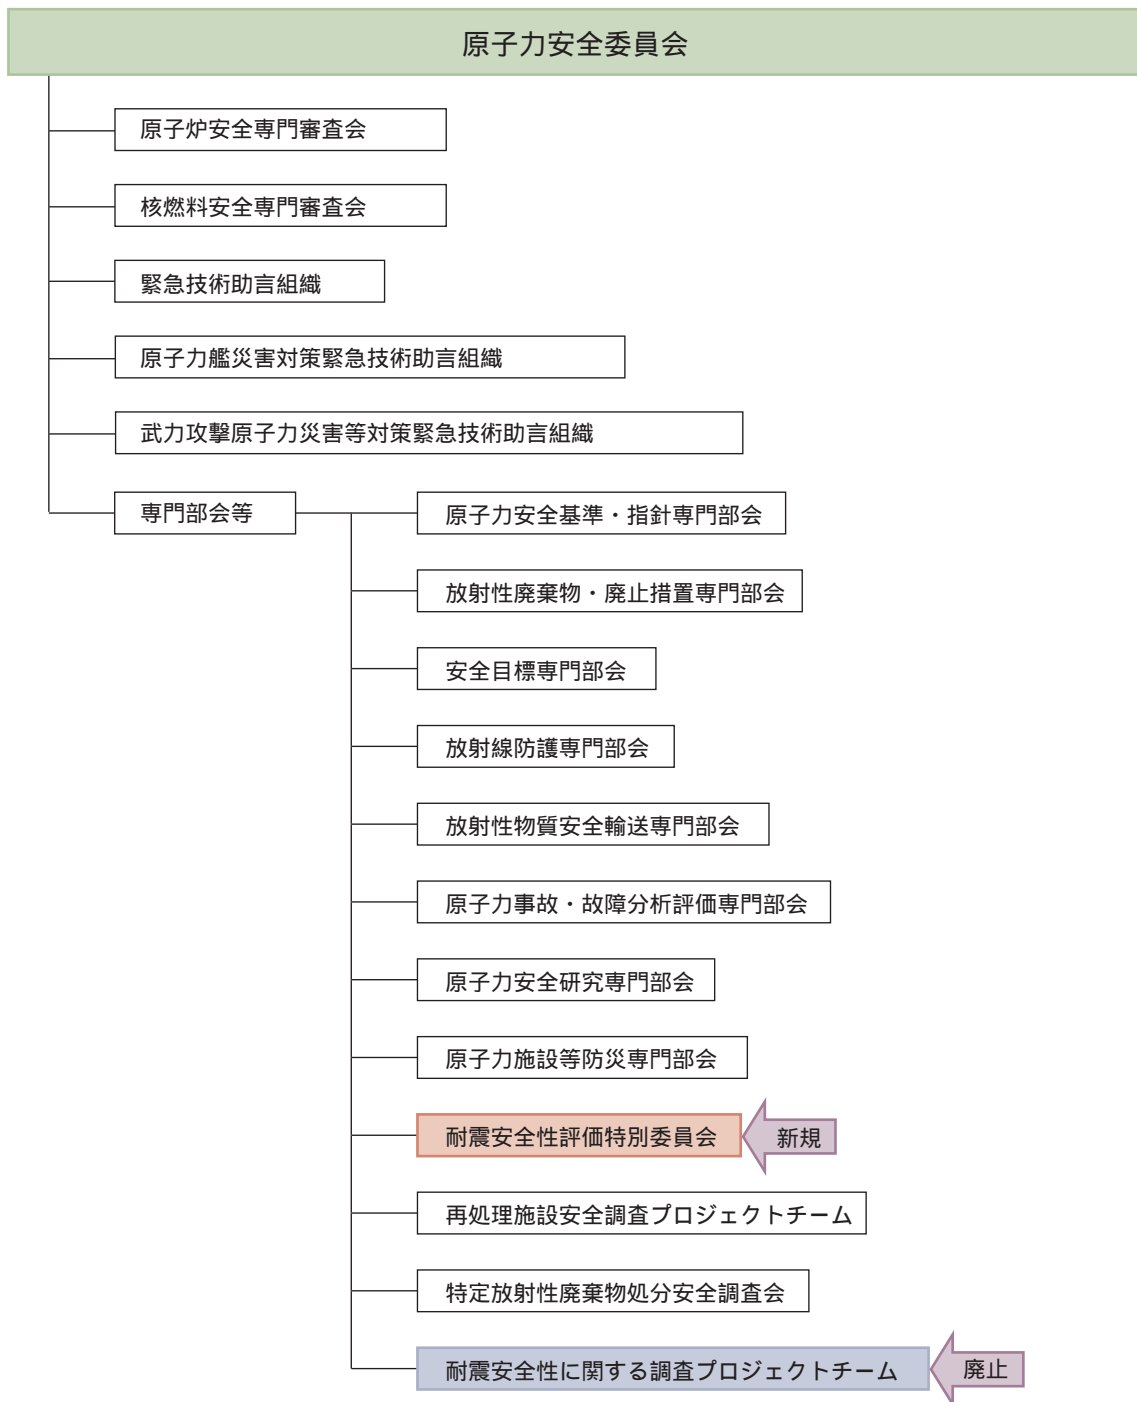 原子力安全委員会
原子炉安全専門審査会
核燃料安全専門審査会
緊急技術助言組織
原子力艦災害対策緊急技術助言組織
武力攻撃原子力災害等対策緊急技術助言組織
専門部会等
原子力安全基準・指針専門部会
放射性廃棄物・廃止措置専門部会
安全目標専門部会
放射線防護専門部会
放射性物質安全輸送専門部会
原子力事故・故障分析評価専門部会
原子力安全研究専門部会
原子力施設等防災専門部会
耐震安全性評価特別委員会
新規
再処理施設安全調査プロジェクトチーム
特定放射性廃棄物処分安全調査会
耐震安全性に関する調査プロジェクトチーム
廃止